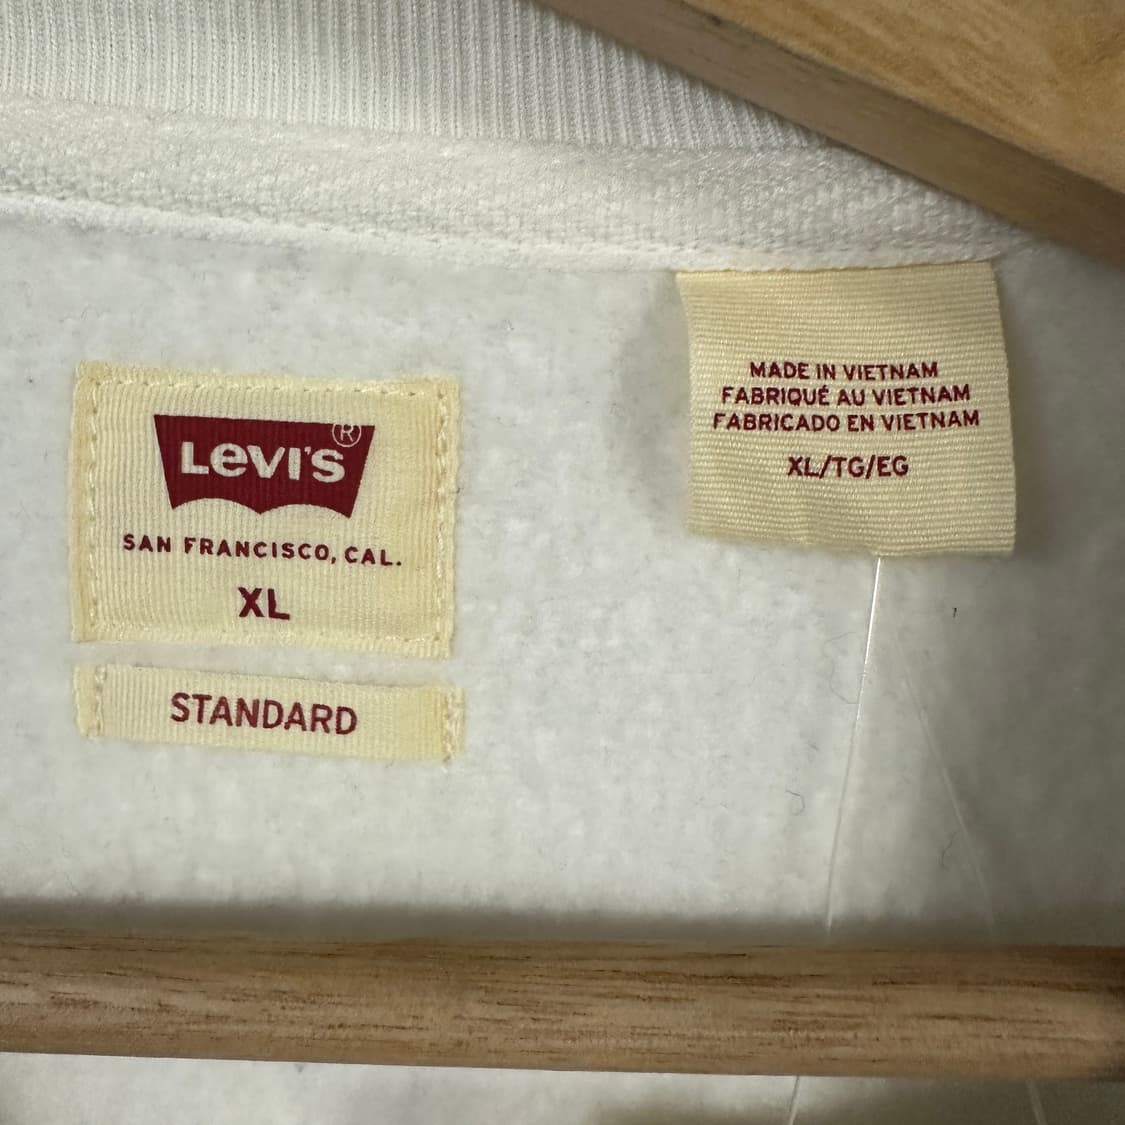 LEVI'S ®
SAN FRANCISCO, CAL.
XL
STANDARD
MADE IN VIETNAM
FABRIQUÉ AU VIETNAM
FABRICADO EN VIETNAM
XL/TG/EG